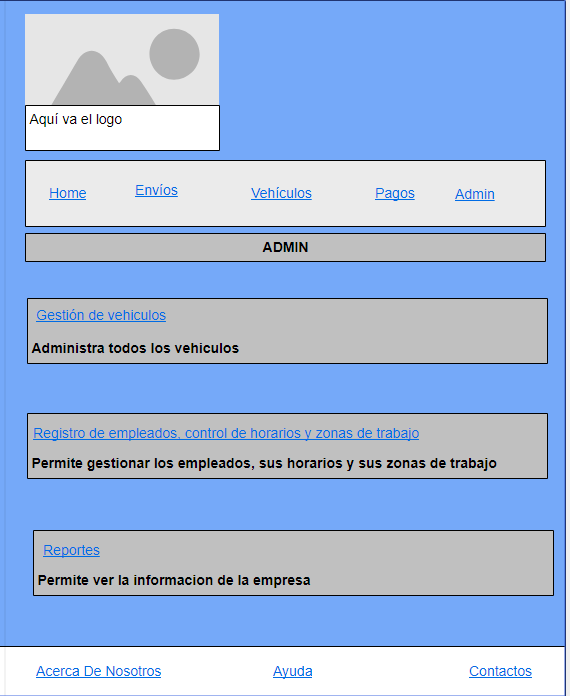 Aquí va el logo
Home Envíos Vehículos Pagos Admin
ADMIN
Gestión de vehiculos
Administra todos los vehiculos
Registro de empleados, control de horarios y zonas de trabajo
Permite gestionar los empleados, sus horarios y sus zonas de trabajo
Reportes
Permite ver la informacion de la empresa
Acerca De Nosotros Ayuda Contactos